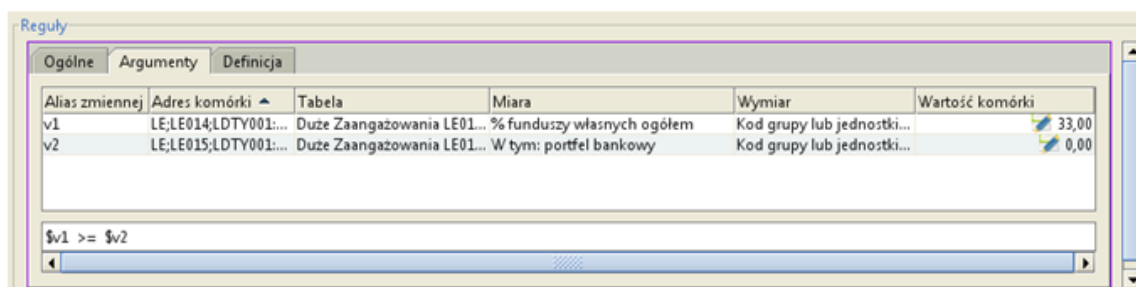 Reguły
Ogólne Argumenty Definicja
Alias zmiennej Adres komórki Tabela Miara Wymiar Wartość komórki
v1 LE;LE014;LDTY001:... Duże Zaangażowania LE01... % funduszy własnych ogółem Kod grupy lub jednostki... 33,00
v2 LE;LE015;LDTY001:... Duże Zaangażowania LE01... W tym: portfel bankowy Kod grupy lub jednostki... 0,00
$v1 >= $v2